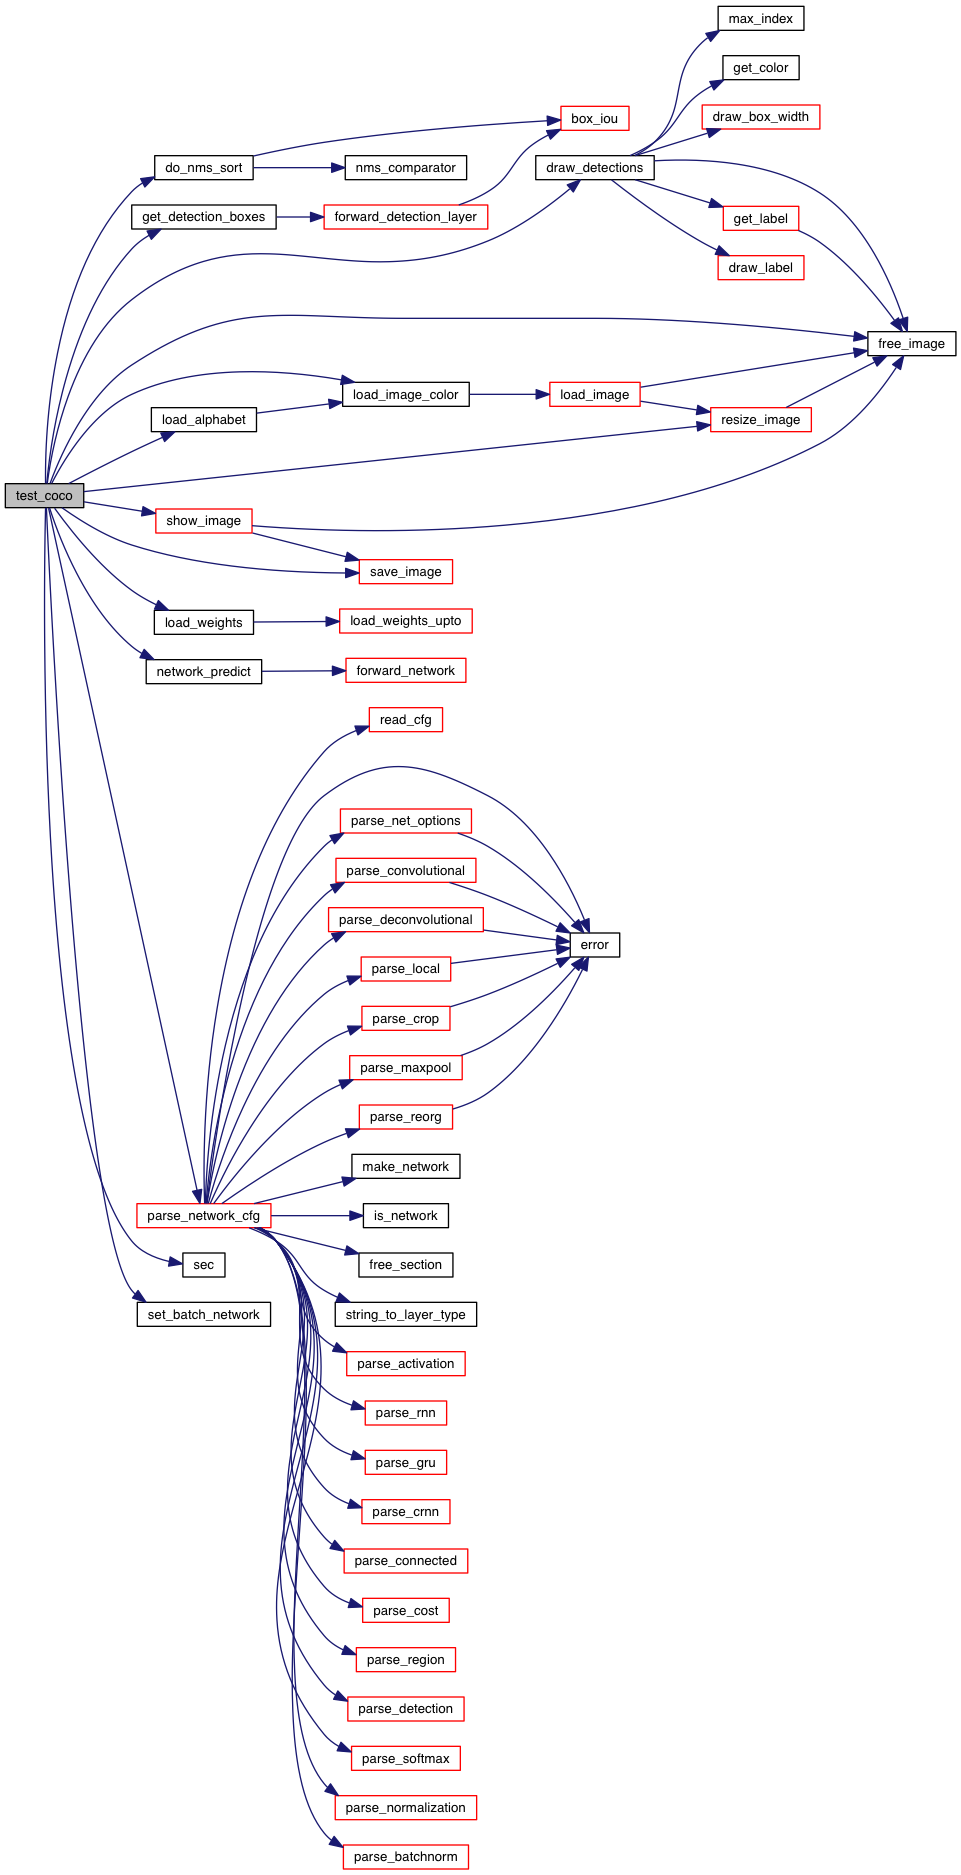 max_index
get_color
draw_box_width
box_iou
do_nms_sort
nms_comparator
draw_detections
get_detection_boxes
forward_detection_layer
get_label
draw_label
free_image
load_image_color
load_image
load_alphabet
resize_image
test_coco
show_image
save_image
load_weights
load_weights_upto
network_predict
forward_network
read_cfg
parse_net_options
parse_convolutional
parse_deconvolutional
error
parse_local
parse_crop
parse_maxpool
parse_reorg
make_network
parse_network_cfg
is_network
sec
free_section
set_batch_network
string_to_layer_type
parse_activation
parse_rnn
parse_gru
parse_crnn
parse_connected
parse_cost
parse_region
parse_detection
parse_softmax
parse_normalization
parse_batchnorm